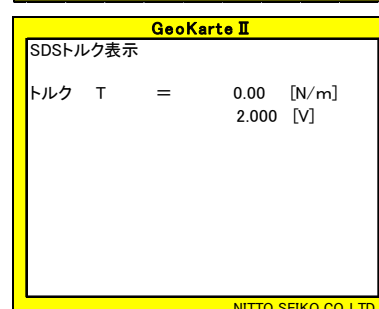 GeoKarte Ⅱ
SDSトルク表示
トルク T = 0.00 [N/m]
2.000 [V]
NITTO SEIKO CO.,LTD